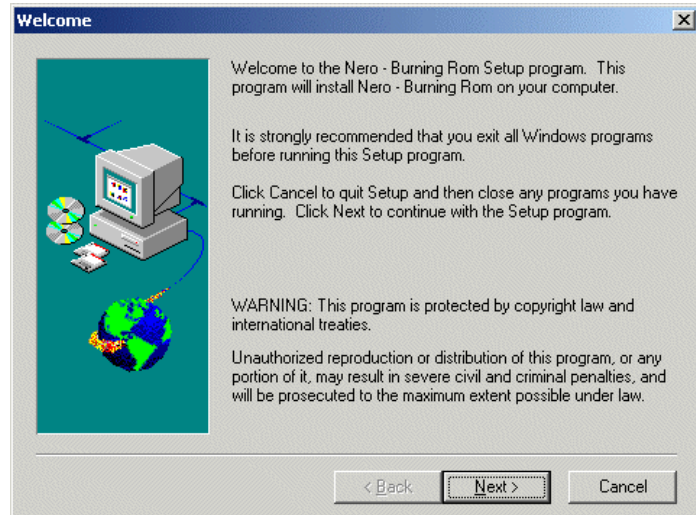 Welcome
Welcome to the Nero - Burning Rom Setup program. This
program will install Nero - Burning Rom on your computer.
It is strongly recommended that you exit all Windows programs
before running this Setup program.
Click Cancel to quit Setup and then close any programs you have
running. Click Next to continue with the Setup program.
WARNING: This program is protected by copyright law and
international treaties.
Unauthorized reproduction or distribution of this program, or any
portion of it, may result in severe civil and criminal penalties, and
will be prosecuted to the maximum extent possible under law.
< Back
Next >
Cancel